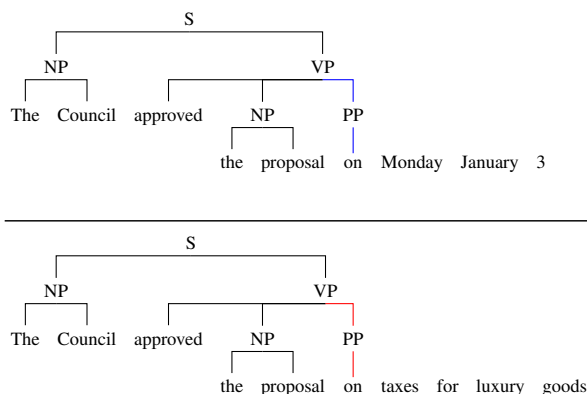 S
NP VP
The Council approved NP PP
the proposal on Monday January 3
S
NP VP
The Council approved NP PP
the proposal on taxes for luxury goods